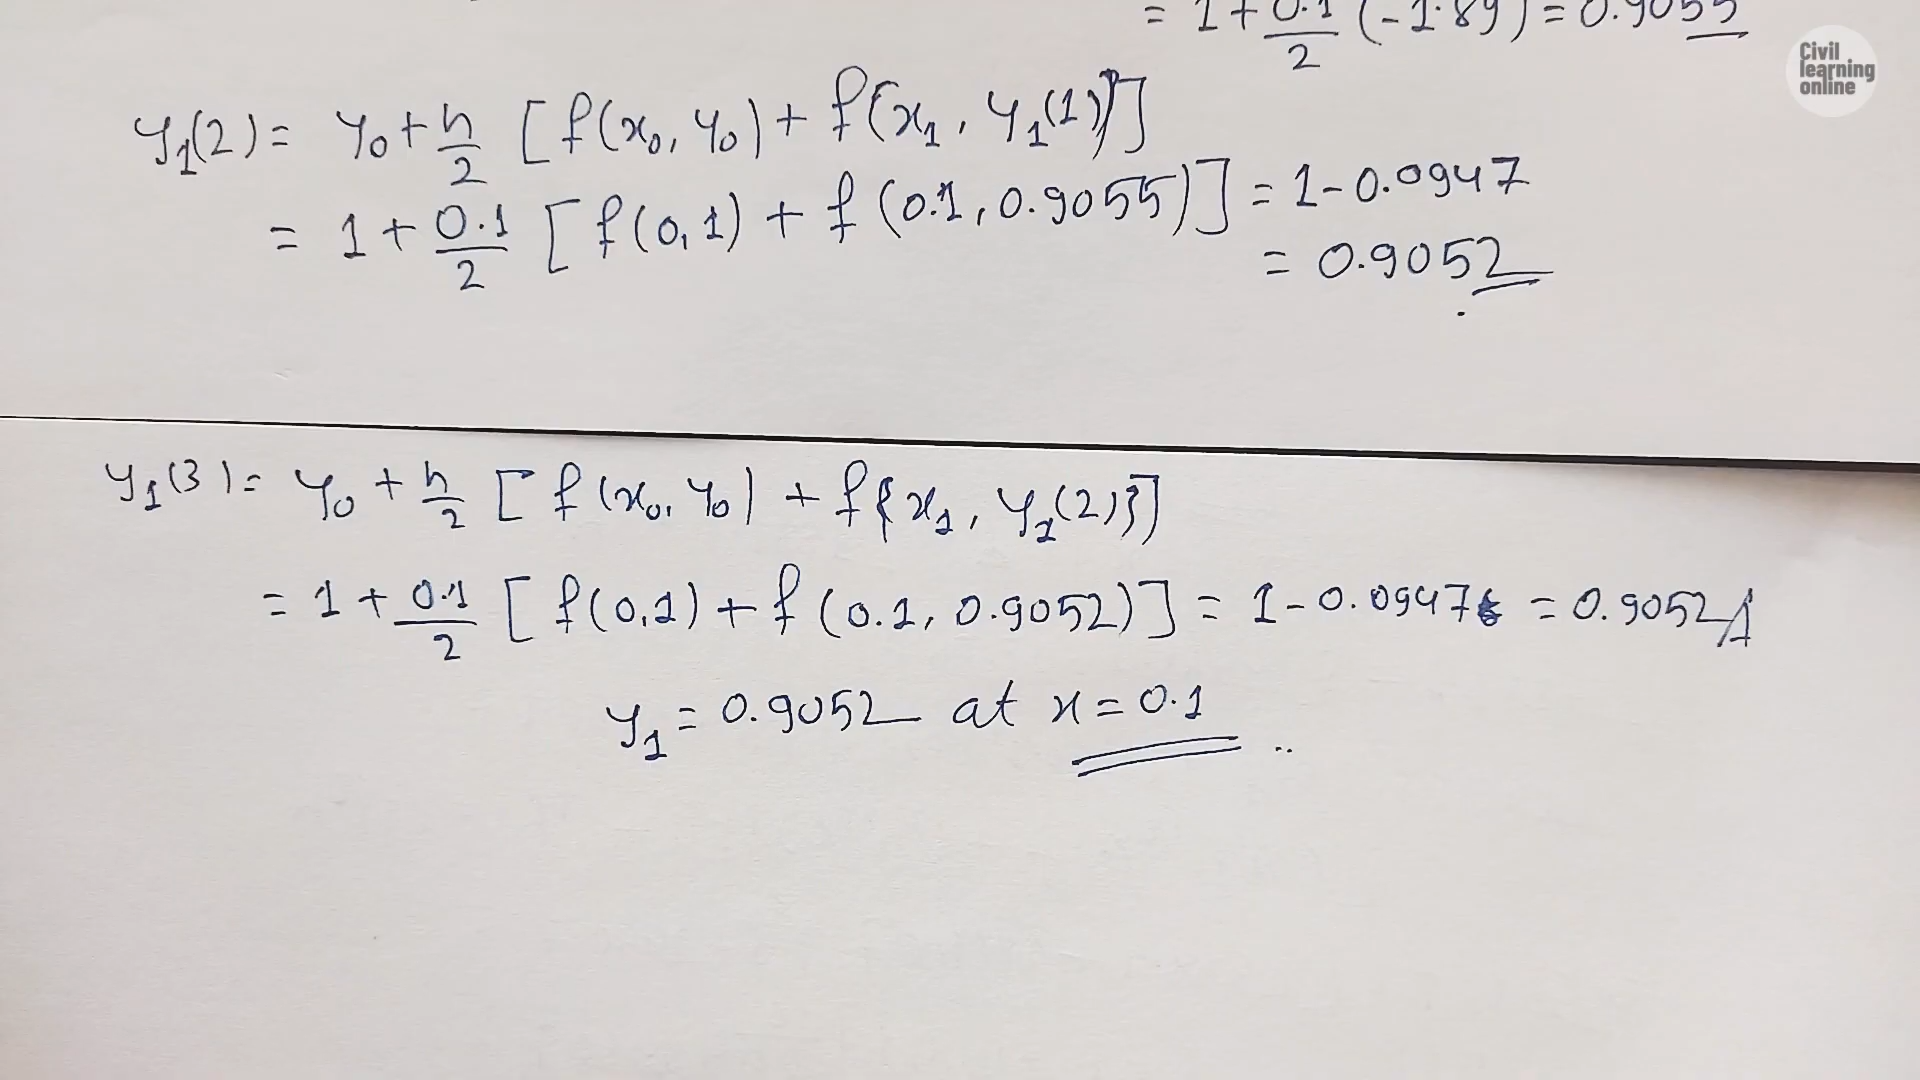 = 1 + 0.1/2 (-1.89) = 0.9055
Civil
learning
online
y₁(2) = y₀ + h/2 [f(x₀, y₀) + f(x₁, y₁(1))]
= 1 + 0.1/2 [f(0, 1) + f(0.1, 0.9055)] = 1 - 0.0947
= 0.9052
y₁(3) = y₀ + h/2 [f(x₀, y₀) + f{x₁, y₁(2)}]
= 1 + 0.1/2 [f(0,1) + f(0.1, 0.9052)] = 1 - 0.0947 = 0.9052
y₁ = 0.9052 at x = 0.1